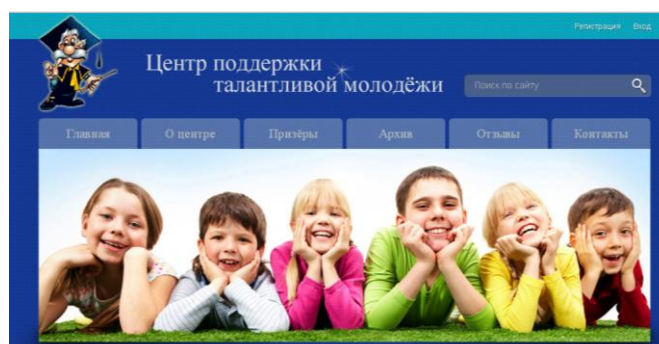 Регистрация Вход
Центр поддержки
талантливой молодёжи
Поиск по сайту
Главная О центре Призёры Архив Отзывы Контакты